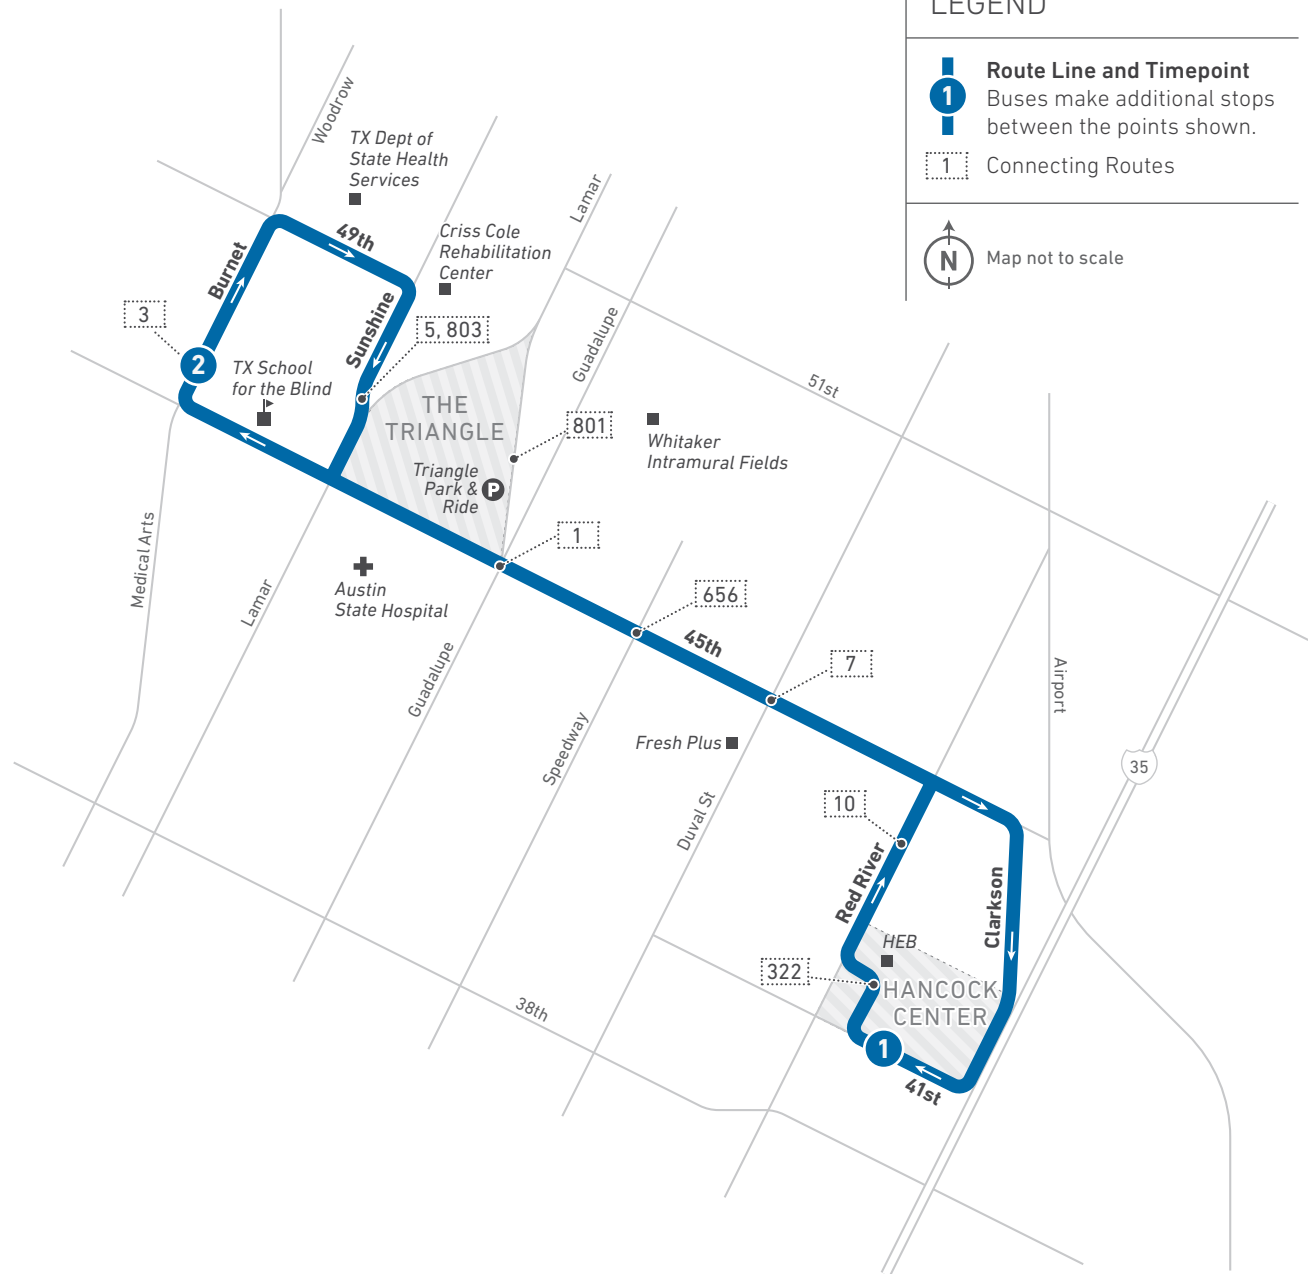 LEGEND
1
Route Line and Timepoint
Buses make additional stops
between the points shown.
1
Connecting Routes
N
Map not to scale
Woodrow
TX Dept of
State Health
Services
Lamar
49th
Criss Cole
Rehabilitation
Center
Burnet
3
Sunshine
5, 803
Guadalupe
2
TX School
for the Blind
51st
THE
TRIANGLE
801
Whitaker
Intramural Fields
Triangle
Park &
Ride
P
Medical Arts
1
Austin
State Hospital
Lamar
656
45th
Guadalupe
7
Airport
Fresh Plus
Speedway
35
Duval St
10
Red River
Clarkson
HEB
322
HANCOCK
CENTER
38th
1
41st